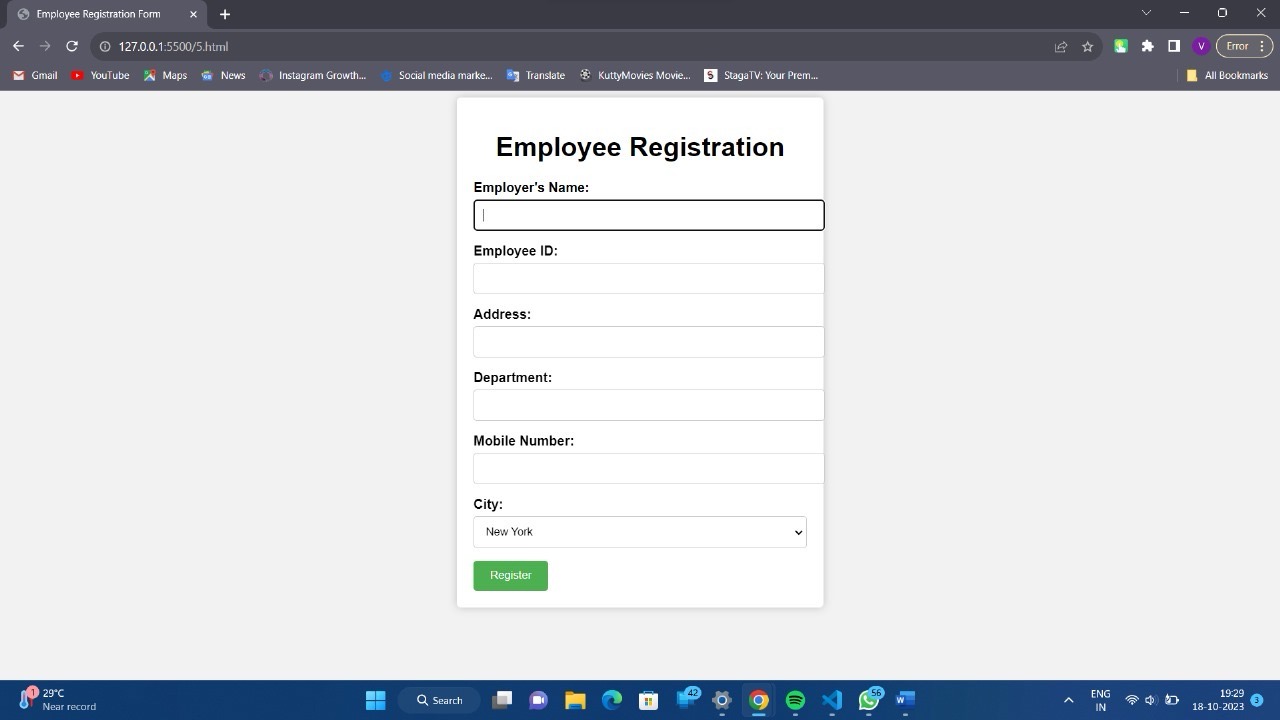 Employee Registration Form
127.0.0.1:5500/5.html
V
Error
Gmail
YouTube
Maps
News
Instagram Growth...
Social media marke...
Translate
KuttyMovies Movie...
S
StagaTV: Your Prem...
All Bookmarks
Employee Registration
Employer's Name:
Employee ID:
Address:
Department:
Mobile Number:
City:
New York
Register
1
29°C
Near record
Search
42
56
W
ENG
IN
19:29
18-10-2023
3